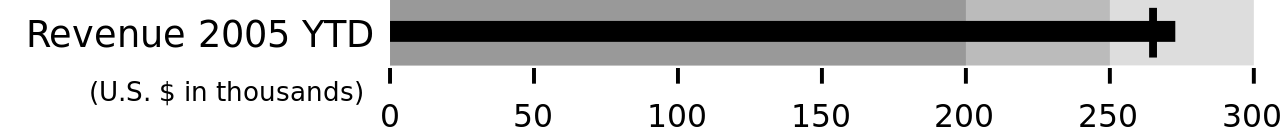 Revenue 2005 YTD
(U.S. $ in thousands)
0 50 100 150 200 250 300